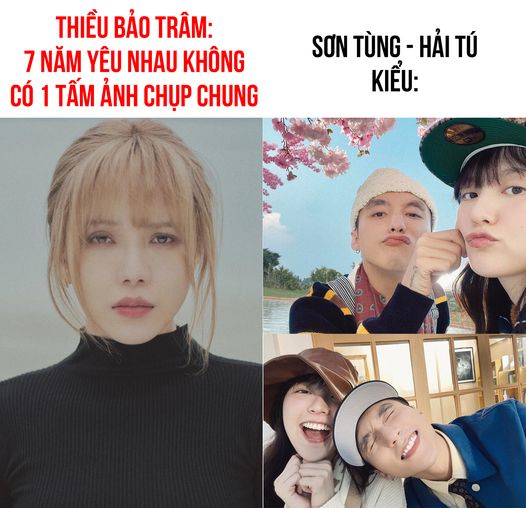 THIỀU BẢO TRÂM:
7 NĂM YÊU NHAU KHÔNG
CÓ 1 TẤM ẢNH CHỤP CHUNG
SƠN TÙNG - HẢI TÚ
KIỂU: